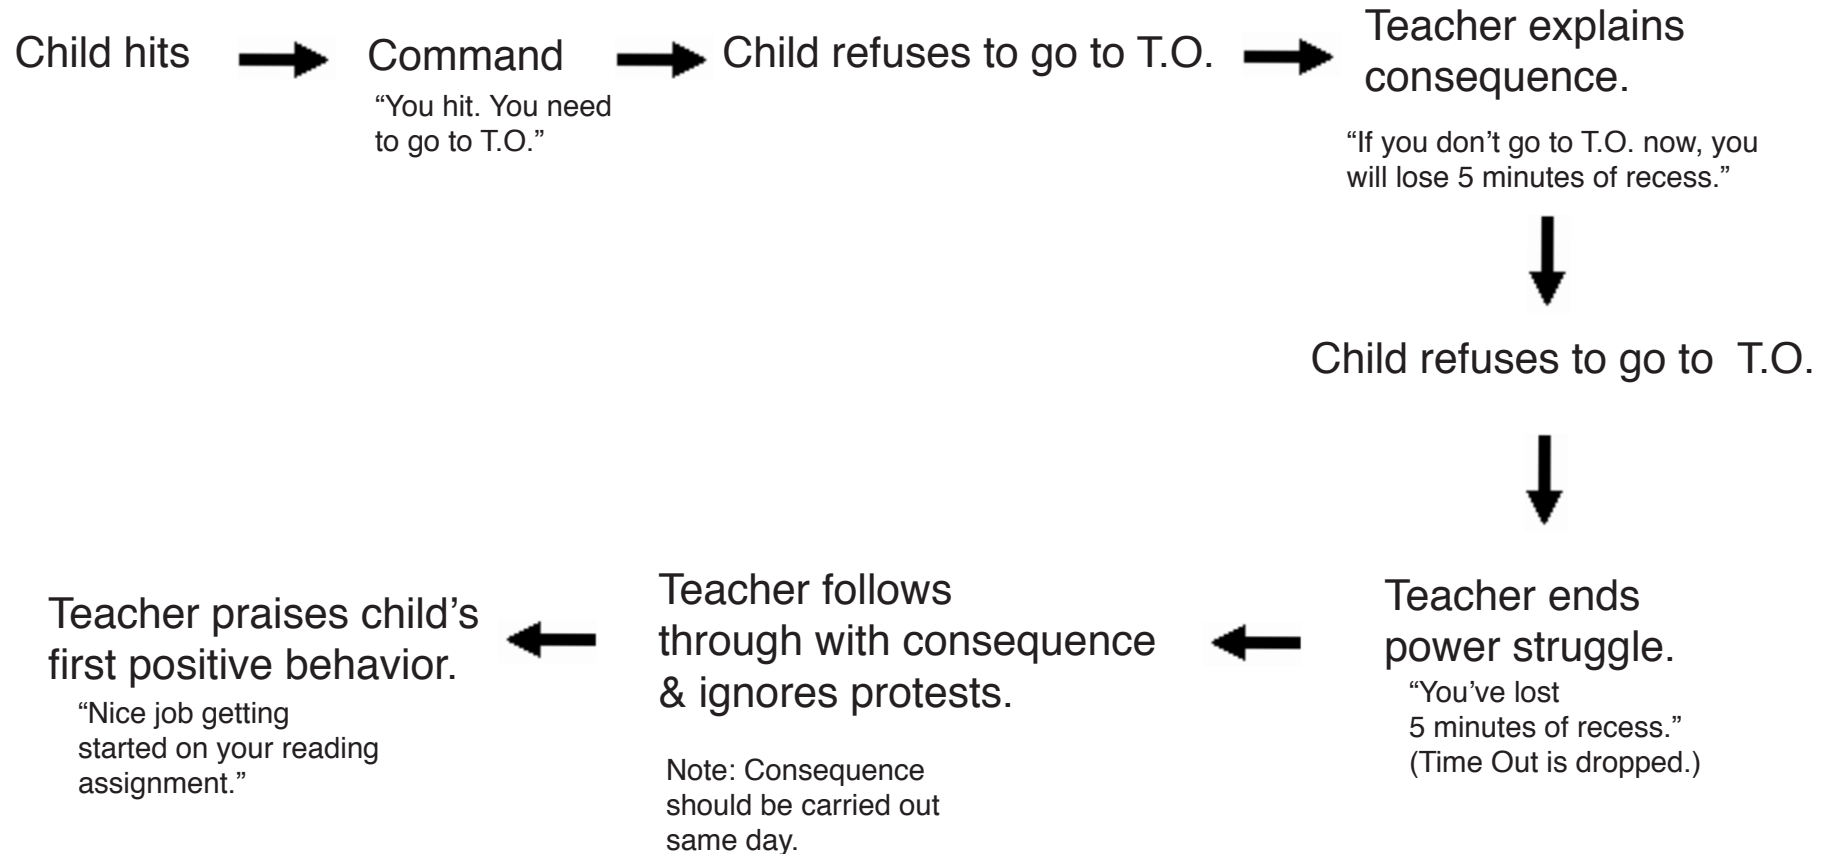 Child hits
Command
“You hit. You need
to go to T.O.”
Child refuses to go to T.O.
Teacher explains
consequence.
“If you don’t go to T.O. now, you
will lose 5 minutes of recess.”
Child refuses to go to  T.O.
Teacher ends
power struggle.
“You’ve lost
5 minutes of recess.”
(Time Out is dropped.)
Teacher follows
through with consequence
& ignores protests.
Note: Consequence
should be carried out
same day.
Teacher praises child’s
first positive behavior.
“Nice job getting
started on your reading
assignment.”